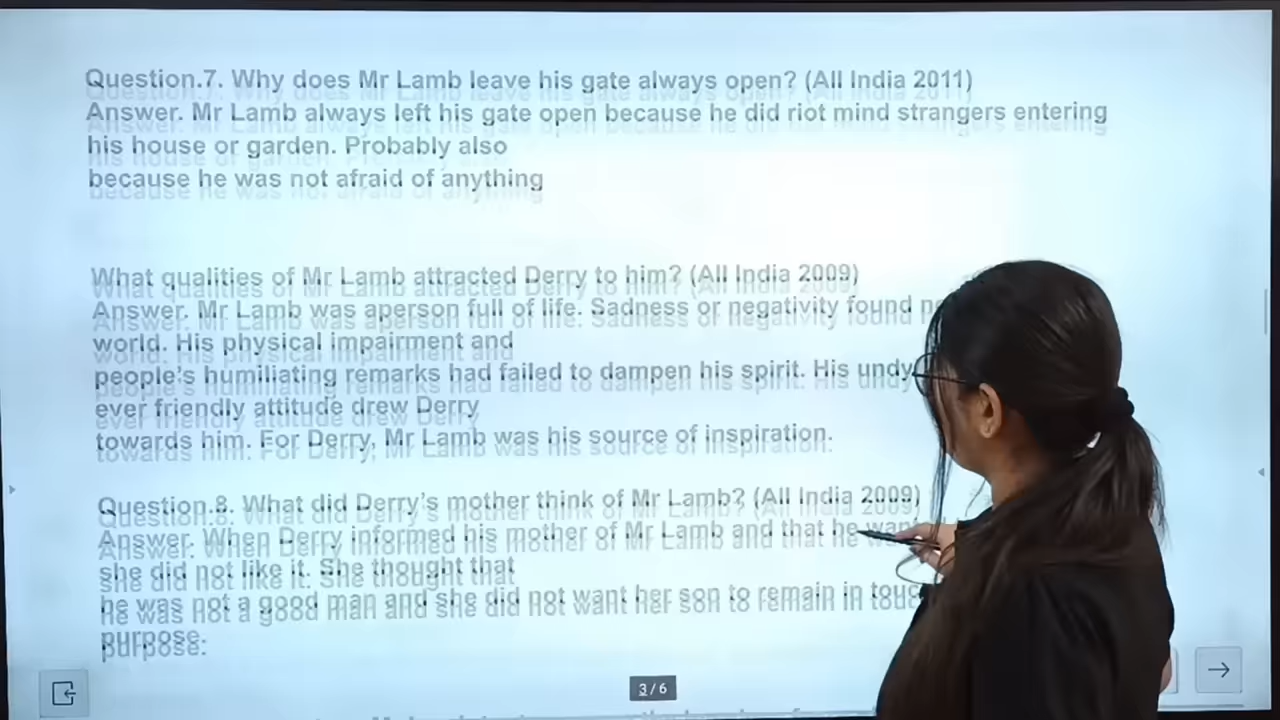 Question.7. Why does Mr Lamb leave his gate always open? (All India 2011)
Answer. Mr Lamb always left his gate open because he did riot mind strangers entering
his house or garden. Probably also
because he was not afraid of anything
What qualities of Mr Lamb attracted Derry to him? (All India 2009)
Answer. Mr Lamb was aperson full of life. Sadness or negativity found
world. His physical impairment and
people's humiliating remarks had failed to dampen his spirit. His
ever friendly attitude drew Derry
towards him. For Derry, Mr Lamb was his source of inspiration.
Question.8. What did Derry's mother think of Mr Lamb? (All India 2009)
Answer. When Derry informed his mother of Mr Lamb and that he
she did not like it. She thought that
he was not a good man and she did not want her son to remain in
purpose:
3/6